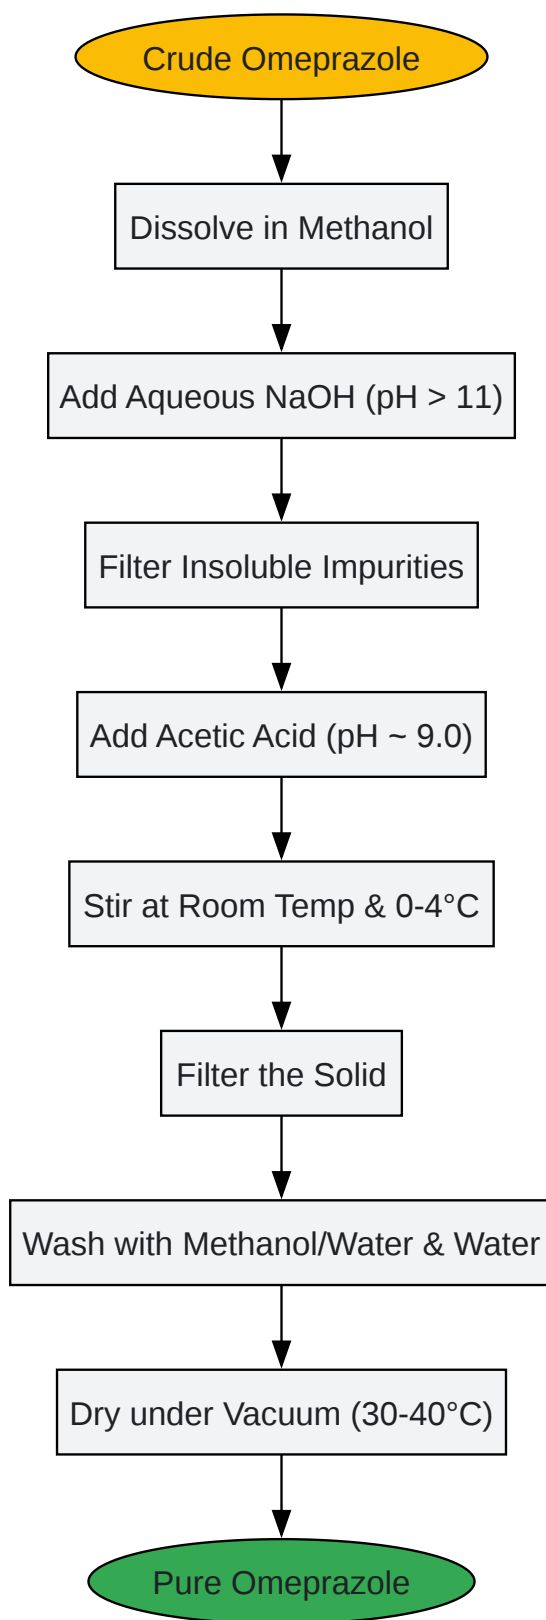 Crude Omeprazole
Dissolve in Methanol
Add Aqueous NaOH (pH > 11)
Filter Insoluble Impurities
Add Acetic Acid (pH ~ 9.0)
Stir at Room Temp & 0-4°C
Filter the Solid
Wash with Methanol/Water & Water
Dry under Vacuum (30-40°C)
Pure Omeprazole